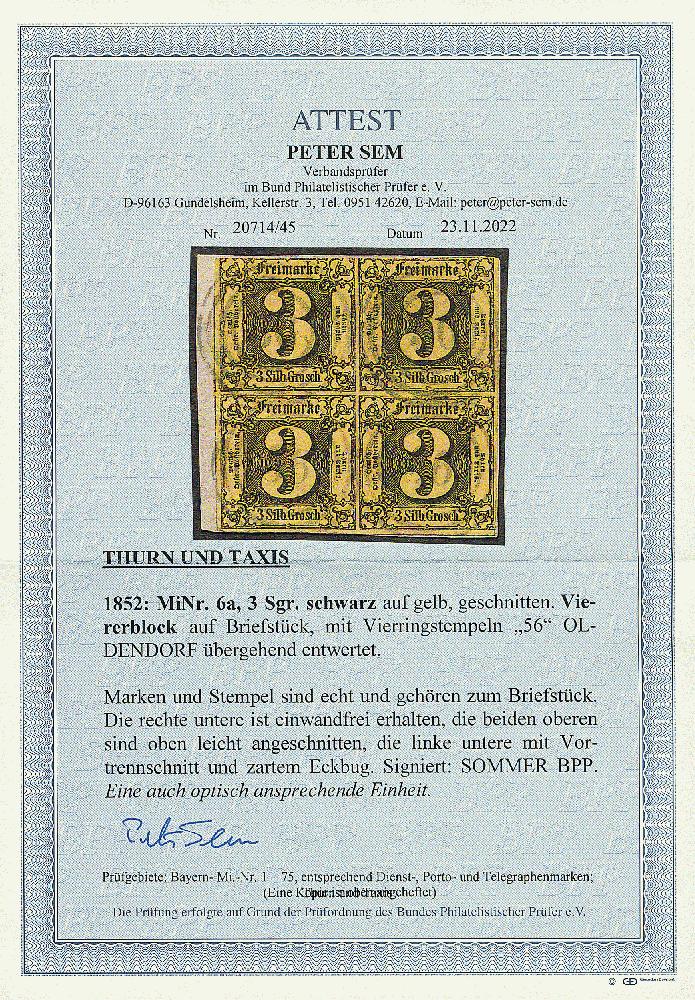 ATTEST
PETER SEM
Verbandsprüfer
im Bund Philatelistischer Prüfer e. V.
D-96163 Gundelsheim, Kellerstr. 3, Tel. 0951 42620, E-Mail: peter@peter-sem.de
Nr. 20714/45 Datum 23.11.2022
Freimarke Freimarke
3 3
3 Silb Grosch 3 Silb Grosch
Freimarke Freimarke
3 3
3 Silb Grosch 3 Silb Grosch
THURN UND TAXIS
1852: MiNr. 6a, 3 Sgr. schwarz auf gelb, geschnitten. Vie-
rerblock auf Briefstück, mit Vierringstempeln „56“ OL-
DENDORF übergehend entwertet.
Marken und Stempel sind echt und gehören zum Briefstück.
Die rechte untere ist einwandfrei erhalten, die beiden oberen
sind oben leicht angeschnitten, die linke untere mit Vor-
trennschnitt und zartem Eckbug. Signiert: SOMMER BPP.
Eine auch optisch ansprechende Einheit.
Peter Sem
Prüfgebiete: Bayern- Mi.-Nr. 1 75, entsprechend Dienst-, Porto- und Telegraphenmarken;
(Eine
Die Prüfung erfolgte auf Grund der Prüfordnung des Bundes Philatelistischer Prüfer e.V.